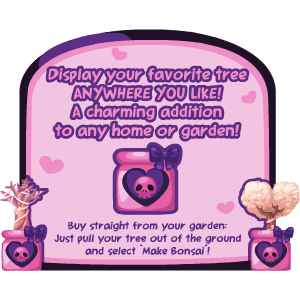 Display your favorite tree
ANYWHERE YOU LIKE!
A charming addition
to any home or garden!
Buy straight from your garden:
Just pull your tree out of the ground
and select `Make Bonsai`!